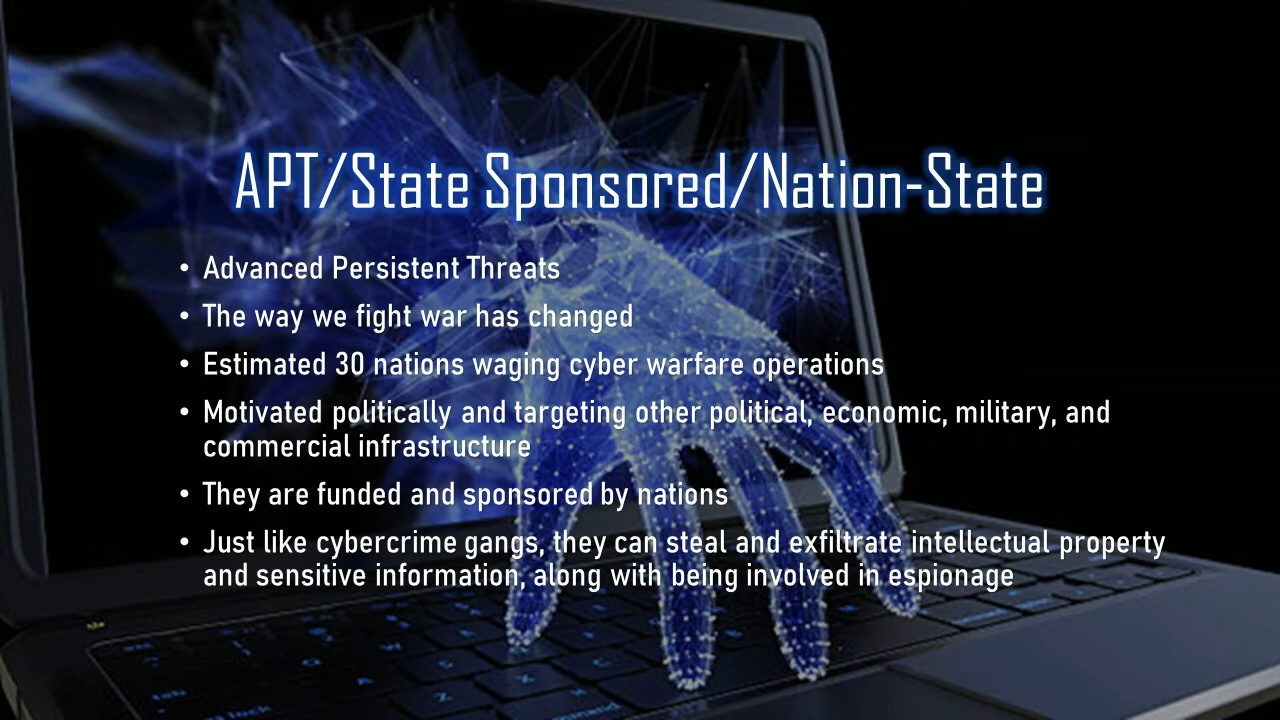 APT/State Sponsored/Nation-State
• Advanced Persistent Threats
• The way we fight war has changed
• Estimated 30 nations waging cyber warfare operations
• Motivated politically and targeting other political, economic, military, and
commercial infrastructure
• They are funded and sponsored by nations
• Just like cybercrime gangs, they can steal and exfiltrate intellectual property
and sensitive information, along with being involved in espionage